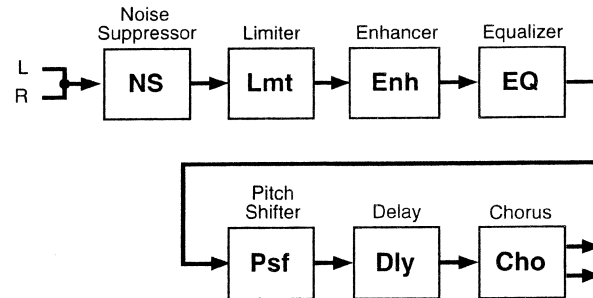 Noise
Suppressor
Limiter
Enhancer
Equalizer
L
R
NS
Lmt
Enh
EQ
Pitch
Shifter
Delay
Chorus
Psf
Dly
Cho